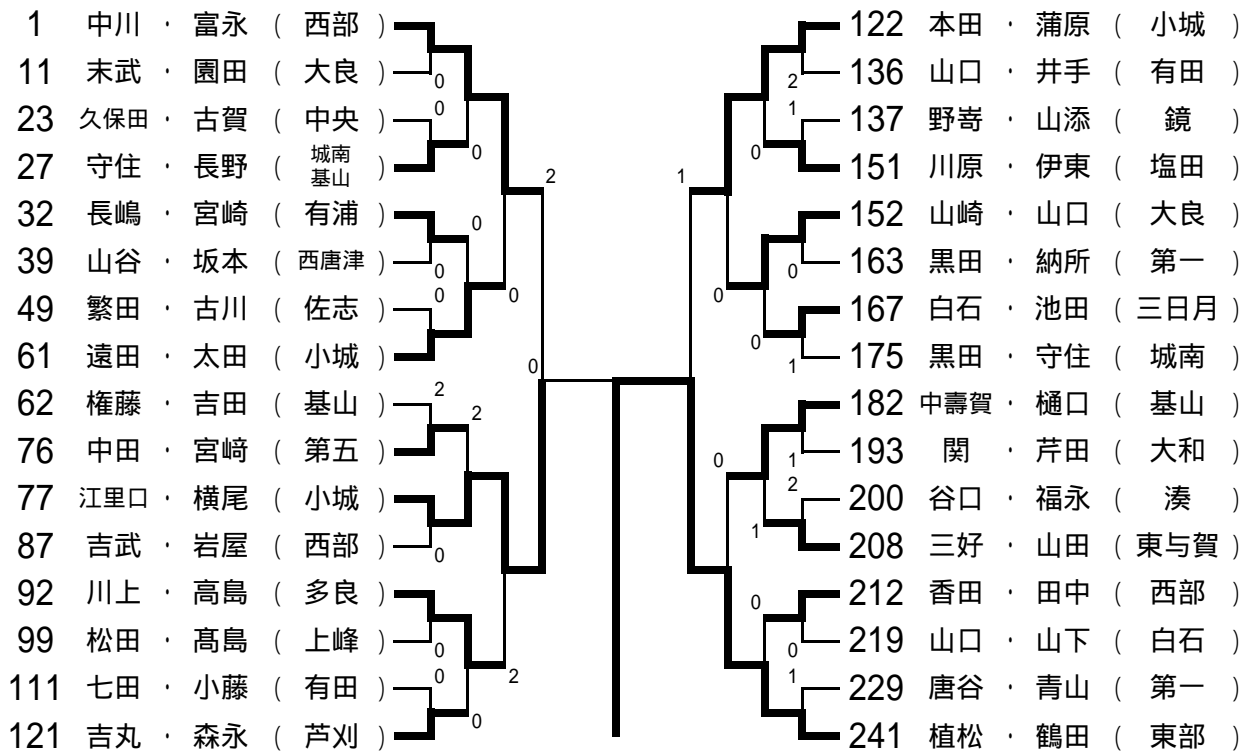 1 中川 ・ 富永 ( 西部 )
11 末武 ・ 園田 ( 大良 )
23 久保田 ・ 古賀 ( 中央 )
27 守住 ・ 長野 ( 城南 基山 )
32 長嶋 ・ 宮崎 ( 有浦 )
39 山谷 ・ 坂本 ( 西唐津 )
49 繁田 ・ 古川 ( 佐志 )
61 遠田 ・ 太田 ( 小城 )
62 権藤 ・ 吉田 ( 基山 )
76 中田 ・ 宮﨑 ( 第五 )
77 江里口 ・ 横尾 ( 小城 )
87 吉武 ・ 岩屋 ( 西部 )
92 川上 ・ 高島 ( 多良 )
99 松田 ・ 髙島 ( 上峰 )
111 七田 ・ 小藤 ( 有田 )
121 吉丸 ・ 森永 ( 芦刈 )
0
0
0
2
0
0
0
0
0
2
2
0
0
0
2
0
1
2
1
0
0
0
0
1
0
1
2
1
0
0
1
122 本田 ・ 蒲原 ( 小城 )
136 山口 ・ 井手 ( 有田 )
137 野嵜 ・ 山添 ( 鏡 )
151 川原 ・ 伊東 ( 塩田 )
152 山崎 ・ 山口 ( 大良 )
163 黒田 ・ 納所 ( 第一 )
167 白石 ・ 池田 ( 三日月 )
175 黒田 ・ 守住 ( 城南 )
182 中壽賀 ・ 樋口 ( 基山 )
193 関 ・ 芹田 ( 大和 )
200 谷口 ・ 福永 ( 湊 )
208 三好 ・ 山田 ( 東与賀 )
212 香田 ・ 田中 ( 西部 )
219 山口 ・ 山下 ( 白石 )
229 唐谷 ・ 青山 ( 第一 )
241 植松 ・ 鶴田 ( 東部 )